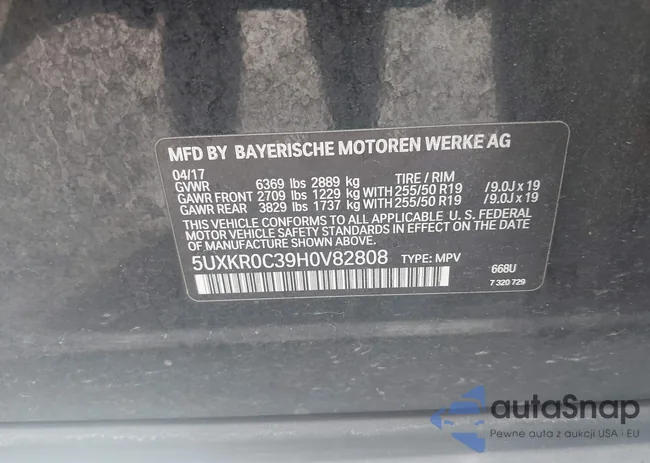 MFD BY BAYERISCHE MOTOREN WERKE AG
04/17 TIRE / RIM
GVWR 6369 lbs 2889 kg
GAWR FRONT 2709 lbs 1229 kg WITH 255/50 R19 /9.0J x 19
GAWR REAR 3829 lbs 1737 kg WITH 255/50 R19 /9.0J x 19
THIS VEHICLE CONFORMS TO ALL APPLICABLE U. S. FEDERAL
MOTOR VEHICLE SAFETY STANDARDS IN EFFECT ON THE DATE
OF MANUFACTURE SHOWN ABOVE.
5UXKR0C39H0V82808 TYPE: MPV 668U
7 320 729
autaSnap
Pewne auta z aukcji USA i EU